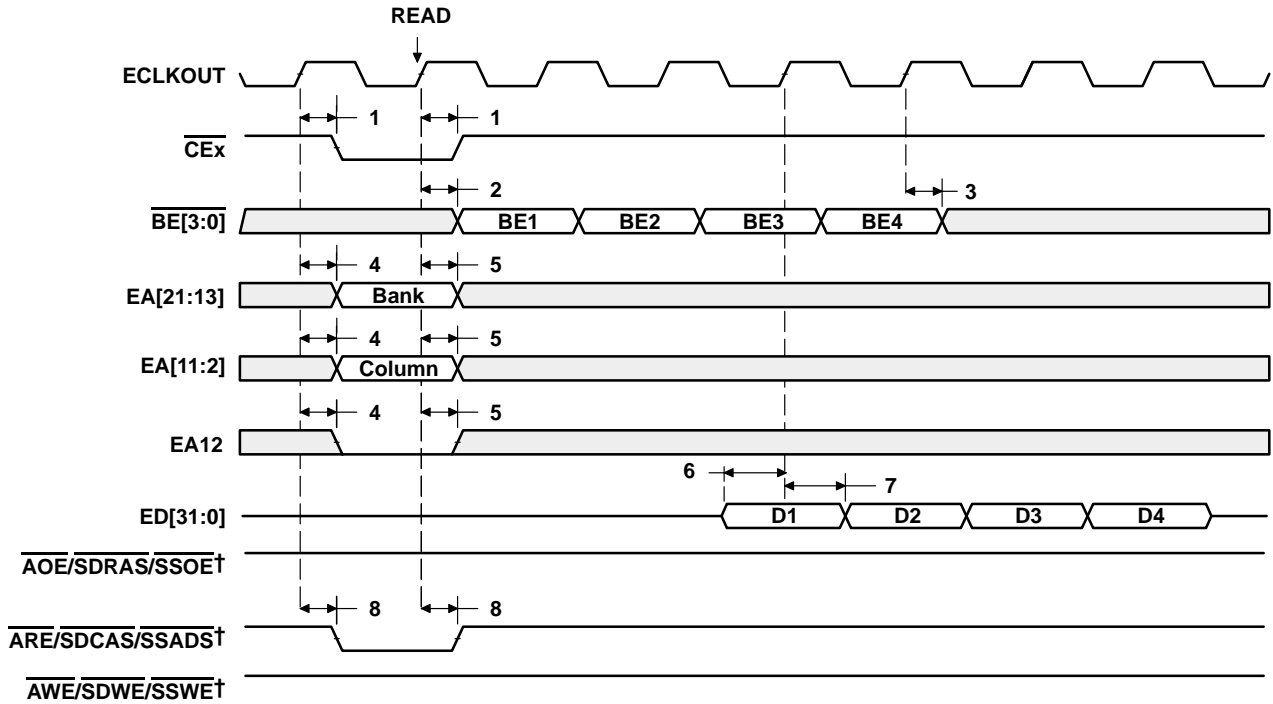 READ
ECLKOUT
1 1
CEx
2 3
BE[3:0] BE1 BE2 BE3 BE4
4 5
EA[21:13] Bank
4 5
EA[11:2] Column
4 5
EA12
6 7
ED[31:0] D1 D2 D3 D4
AOE/SDRAS/SSOE†
8 8
ARE/SDCAS/SSADS†
AWE/SDWE/SSWE†